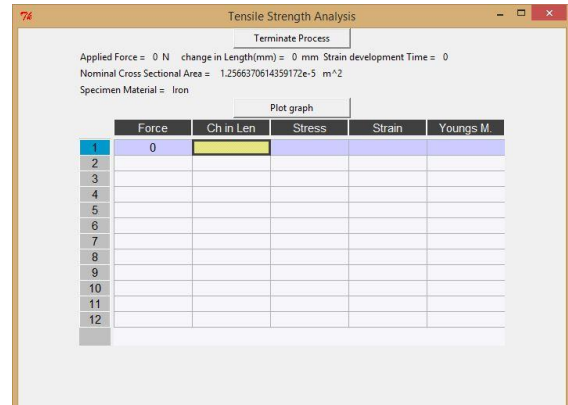 Tensile Strength Analysis
Terminate Process
Applied Force = 0 N change in Length(mm) = 0 mm Strain development Time = 0
Nominal Cross Sectional Area = 1.2566370614359172e-5 m^2
Specimen Material = Iron
Plot graph
Force Ch in Len Stress Strain Youngs M.
1 0
2
3
4
5
6
7
8
9
10
11
12